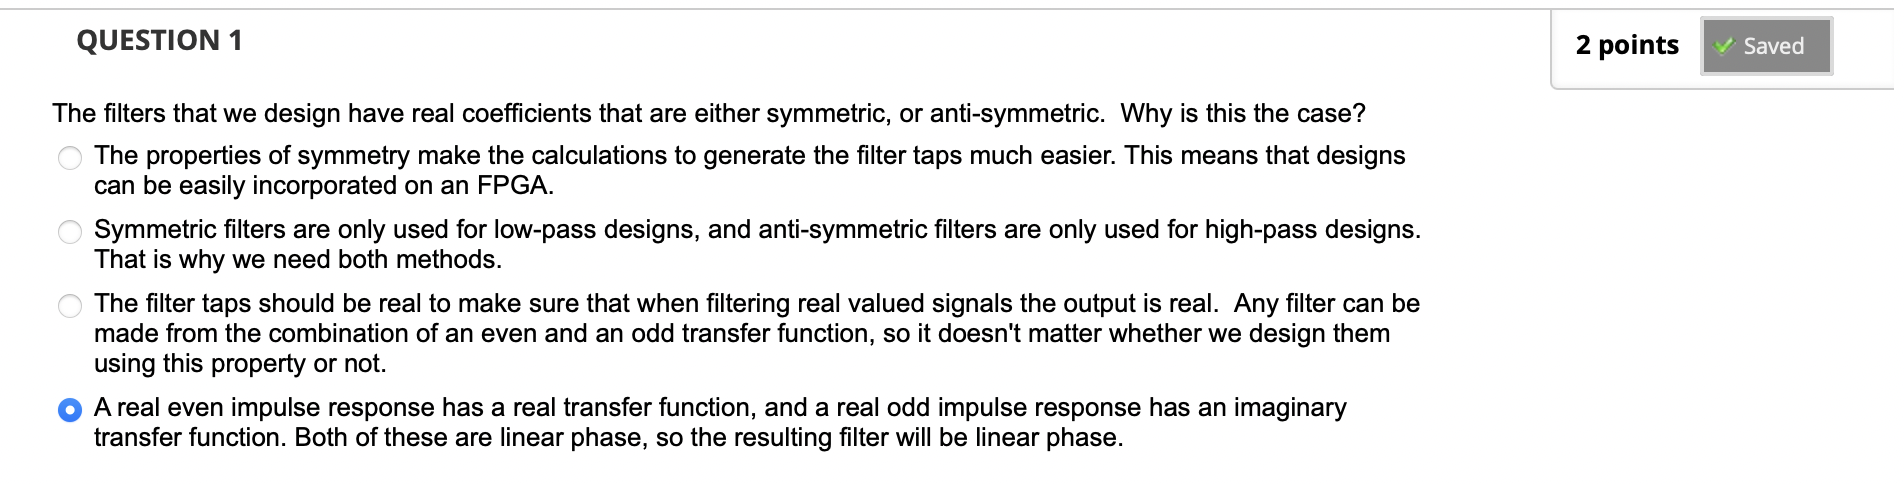 QUESTION 1
2 points
Saved
The filters that we design have real coefficients that are either symmetric, or anti-symmetric.  Why is this the case?
The properties of symmetry make the calculations to generate the filter taps much easier. This means that designs
can be easily incorporated on an FPGA.
Symmetric filters are only used for low-pass designs, and anti-symmetric filters are only used for high-pass designs.
That is why we need both methods.
The filter taps should be real to make sure that when filtering real valued signals the output is real.  Any filter can be
made from the combination of an even and an odd transfer function, so it doesn't matter whether we design them
using this property or not.
A real even impulse response has a real transfer function, and a real odd impulse response has an imaginary
transfer function. Both of these are linear phase, so the resulting filter will be linear phase.